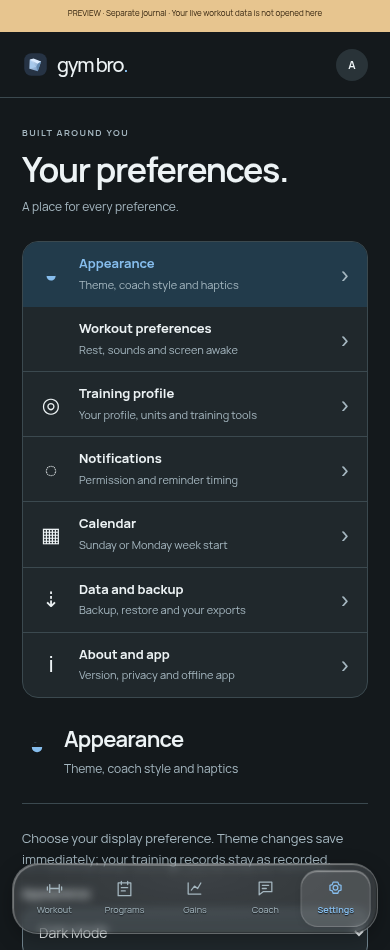 PREVIEW · Separate journal · Your live workout data is not opened here
gym bro.
A
BUILT AROUND YOU
Your preferences.
A place for every preference.
Appearance
Theme, coach style and haptics
Workout preferences
Rest, sounds and screen awake
Training profile
Your profile, units and training tools
Notifications
Permission and reminder timing
Calendar
Sunday or Monday week start
Data and backup
Backup, restore and your exports
i
About and app
Version, privacy and offline app
Appearance
Theme, coach style and haptics
Choose your display preference. Theme changes save
immediately; your training records stay as recorded.
Workout
Programs
Gains
Coach
Settings
Dark Mode